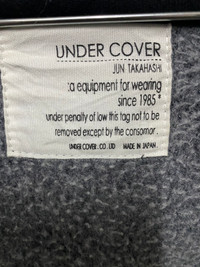 UNDER COVER
JUN TAKAHASHI
:a equipment for wearing
since 1985 "
under penalty of low this tag not to be
removed except by the consomor.
UNDER COVER . CO . LTD MADE IN JAPAN .